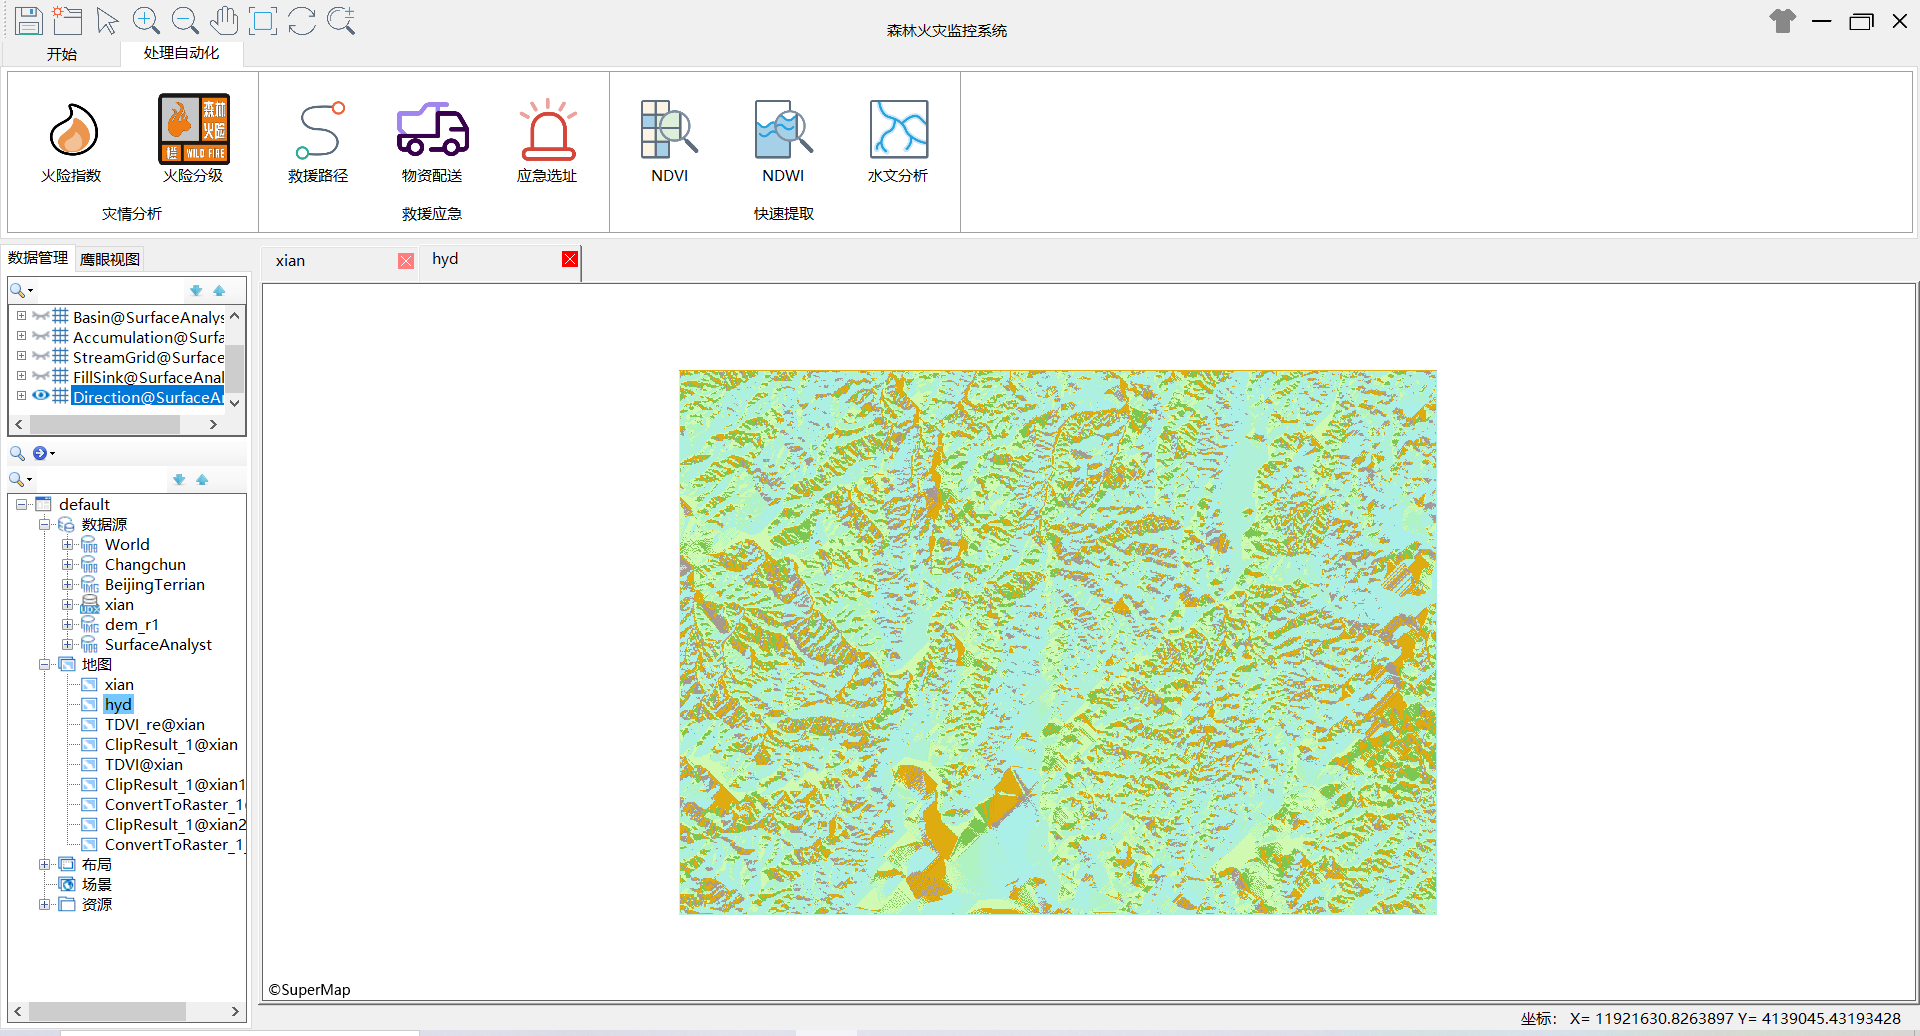 森林火灾监控系统
开始
处理自动化
森林
火险
橙
WILD FIRE
火险指数
火险分级
救援路径
物资配送
应急选址
NDVI
NDWI
水文分析
灾情分析
救援应急
快速提取
数据管理
鹰眼视图
xian
hyd
Basin@SurfaceAnalys
Accumulation@Surfa
StreamGrid@Surface
FillSink@SurfaceAnal
Direction@SurfaceAn
default
数据源
World
Changchun
BeijingTerrian
xian
dem_r1
SurfaceAnalyst
地图
xian
hyd
TDVI_re@xian
ClipResult_1@xian
TDVI@xian
ClipResult_1@xian1
ConvertToRaster_1
ClipResult_1@xian2
ConvertToRaster_1_
布局
场景
资源
©SuperMap
坐标： X= 11921630.8263897 Y= 4139045.43193428